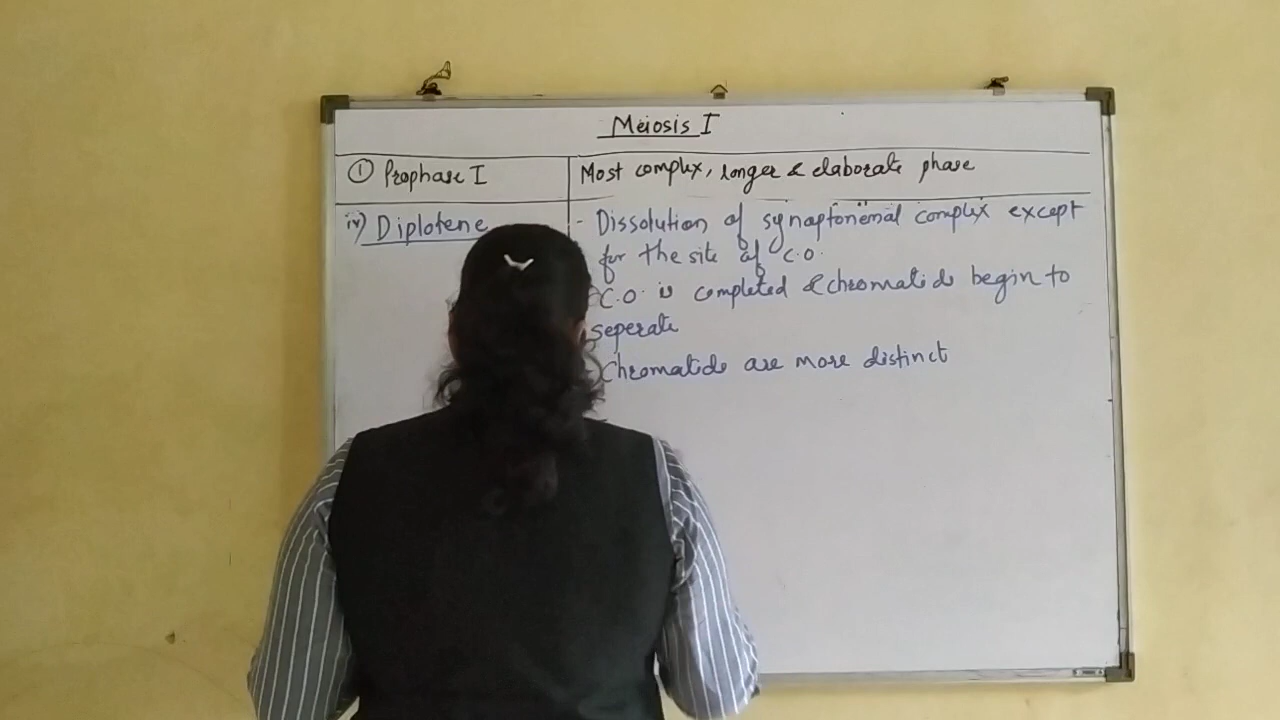 Meiosis I
① Prophase I
Most complex, longer & elaborate phase
iv) Diplotene
- Dissolution of synaptonemal complex except
for the site of C.O.
C.O. is completed & chromatids begin to
seperate
- Chromatids are more distinct